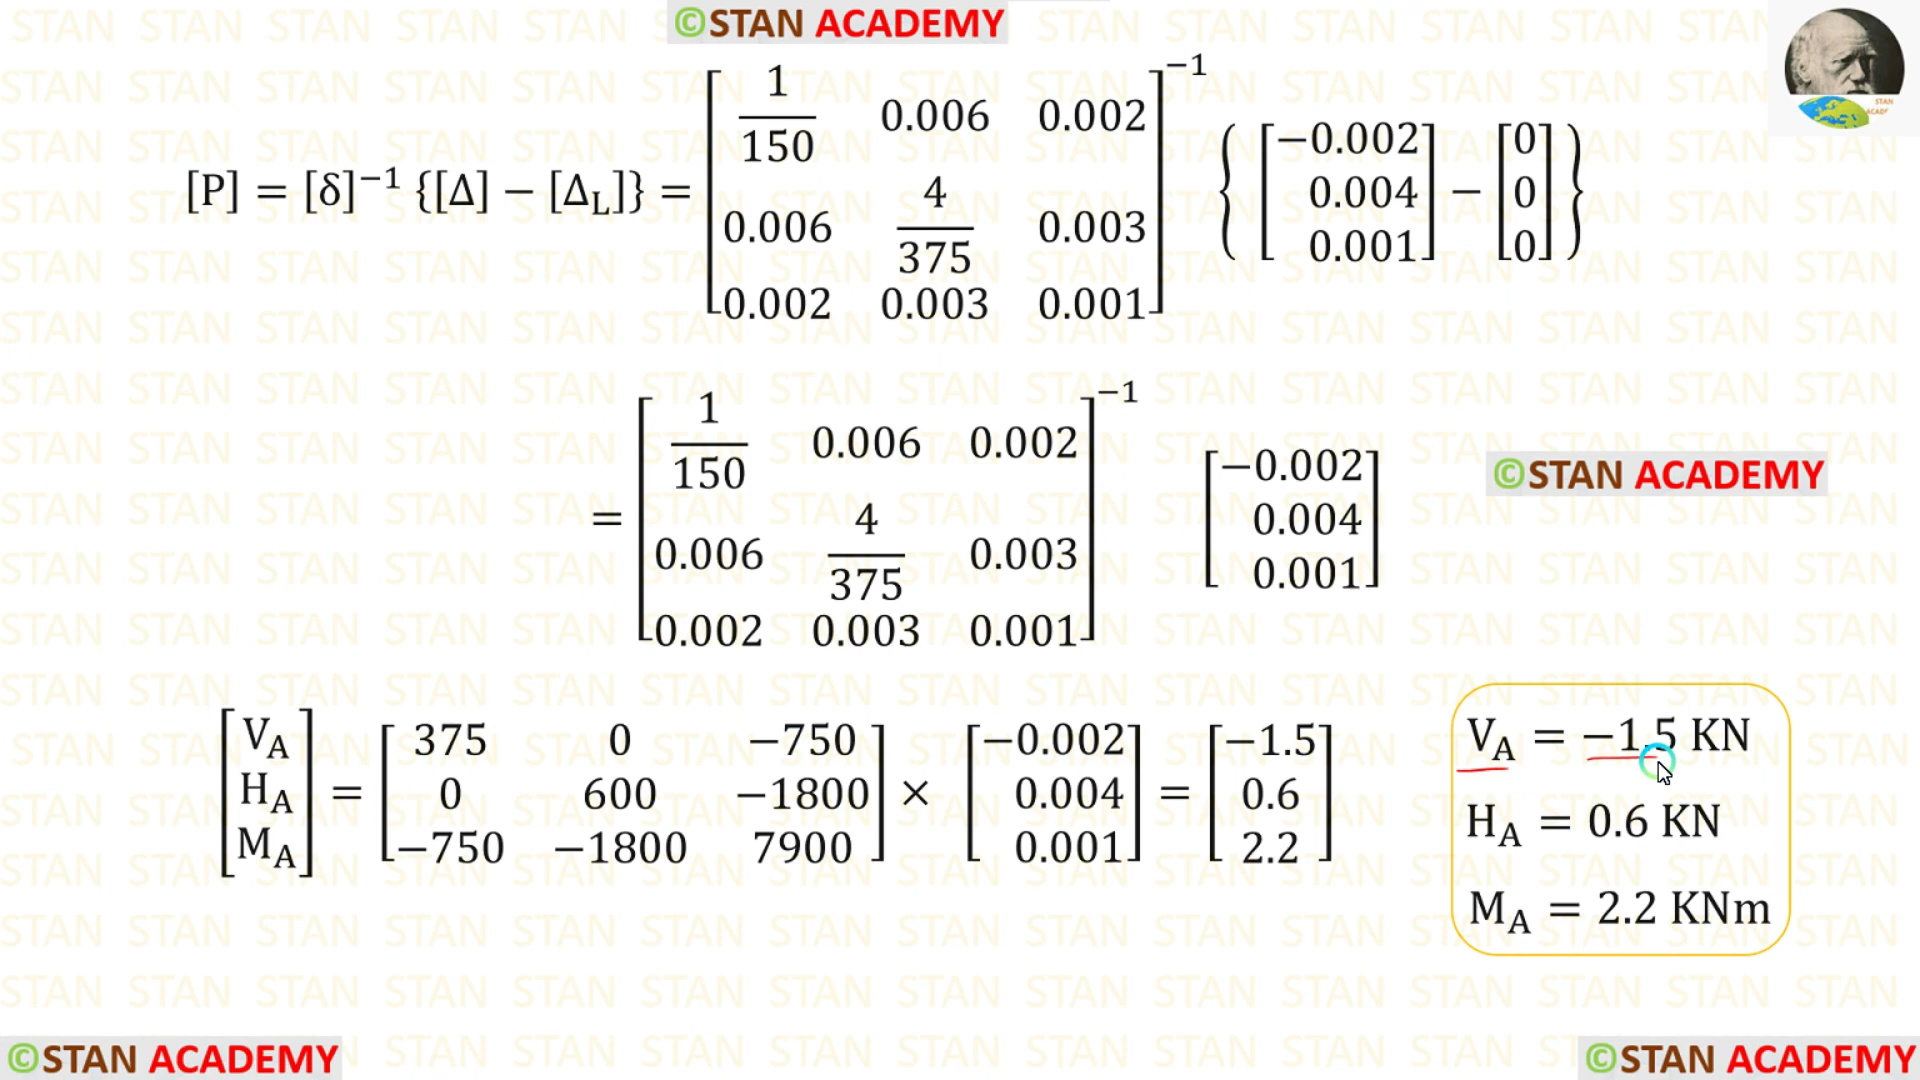 ©STAN ACADEMY
[P] = [δ]⁻¹ {[Δ] − [Δ_L]} = [1/150 0.006 0.002; 0.006 4/375 0.003; 0.002 0.003 0.001]⁻¹ {[−0.002; 0.004; 0.001] − [0; 0; 0]}
= [1/150 0.006 0.002; 0.006 4/375 0.003; 0.002 0.003 0.001]⁻¹ [−0.002; 0.004; 0.001]
©STAN ACADEMY
[V_A; H_A; M_A] = [375 0 −750; 0 600 −1800; −750 −1800 7900] × [−0.002; 0.004; 0.001] = [−1.5; 0.6; 2.2]
V_A = −1.5 KN
H_A = 0.6 KN
M_A = 2.2 KNm
©STAN ACADEMY
©STAN ACADEMY